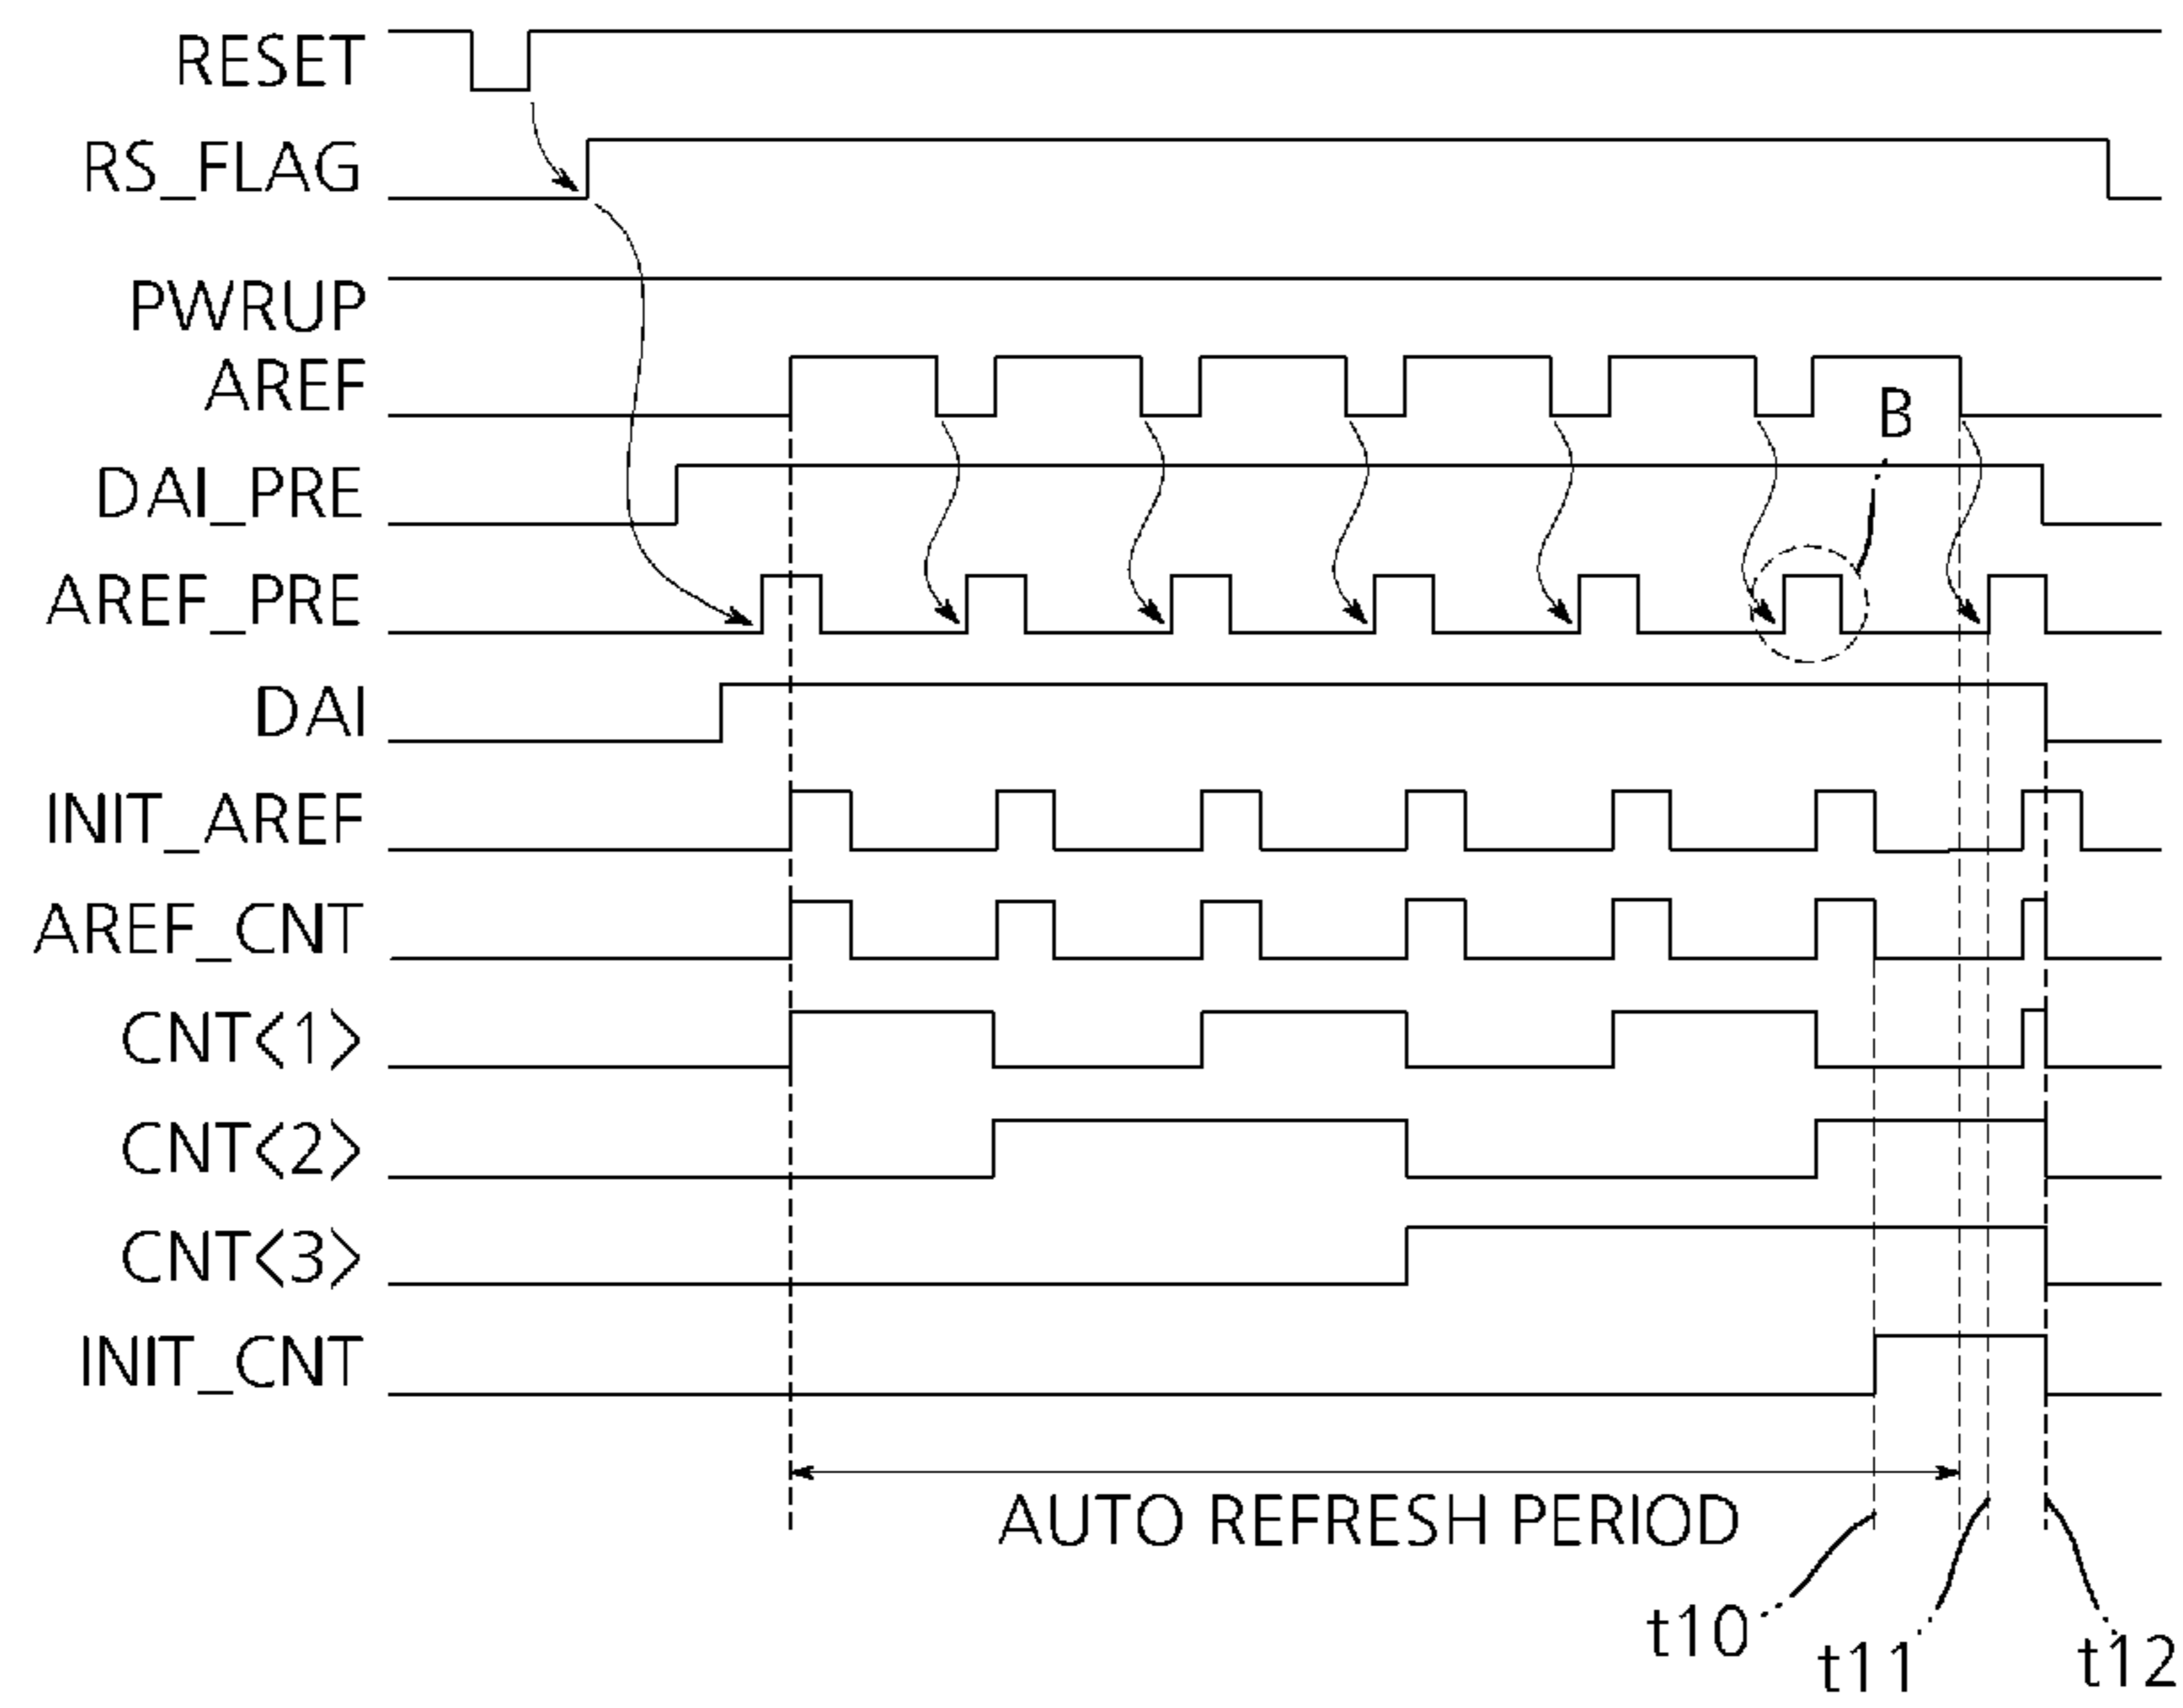 RESET
RS_FLAG
PWRUP
AREF
B
DAI_PRE
AREF_PRE
DAI
INIT_AREF
AREF_CNT
CNT<1>
CNT<2>
CNT<3>
INIT_CNT
AUTO REFRESH PERIOD
t10
t11
t12